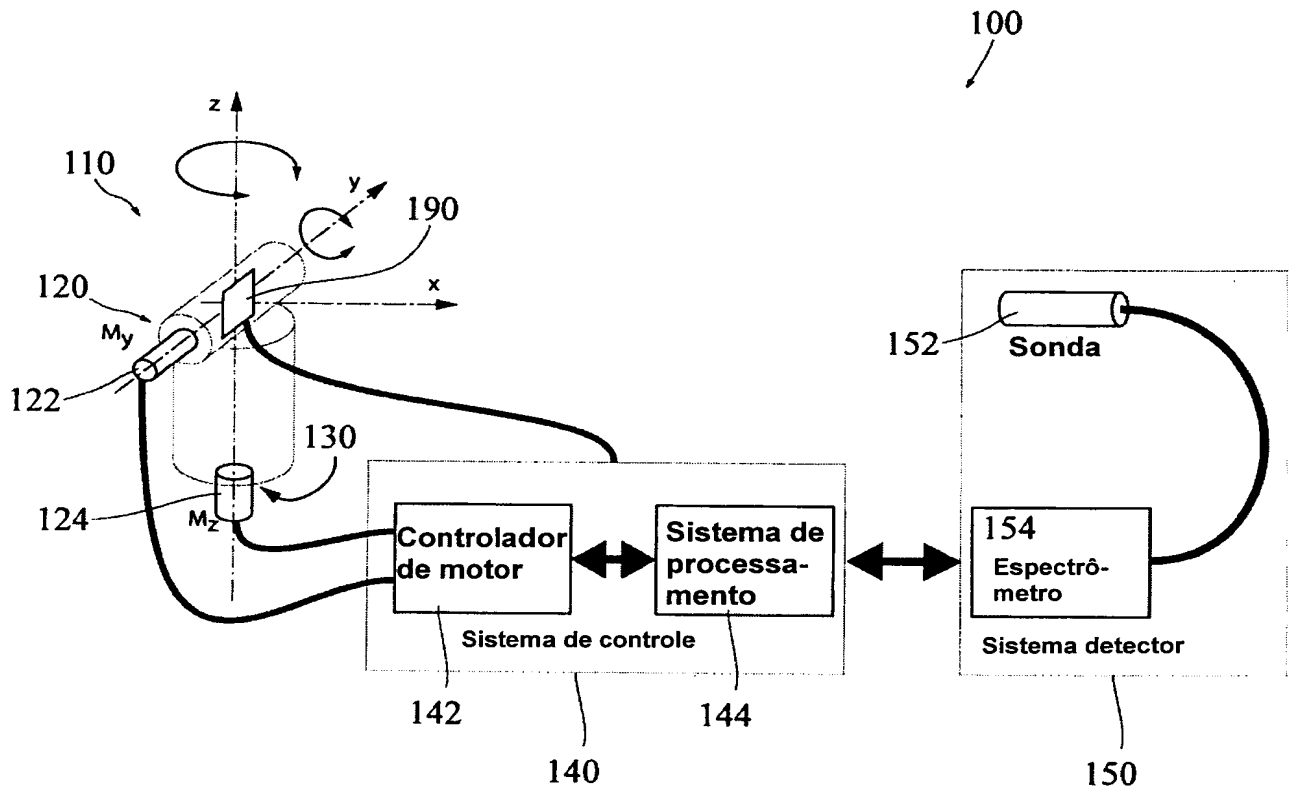 100
z
110
y
190
120
x
My
152
Sonda
122
130
124
Mz
Controlador
de motor
Sistema de
processa-
mento
154
Espectrô-
metro
Sistema de controle
Sistema detector
142
144
140
150